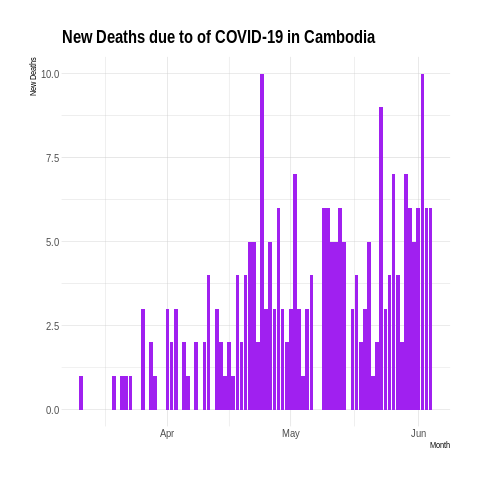 New Deaths due to of COVID-19 in Cambodia
New Deaths
10.0
7.5
5.0
2.5
0.0
Apr
May
Jun
Month